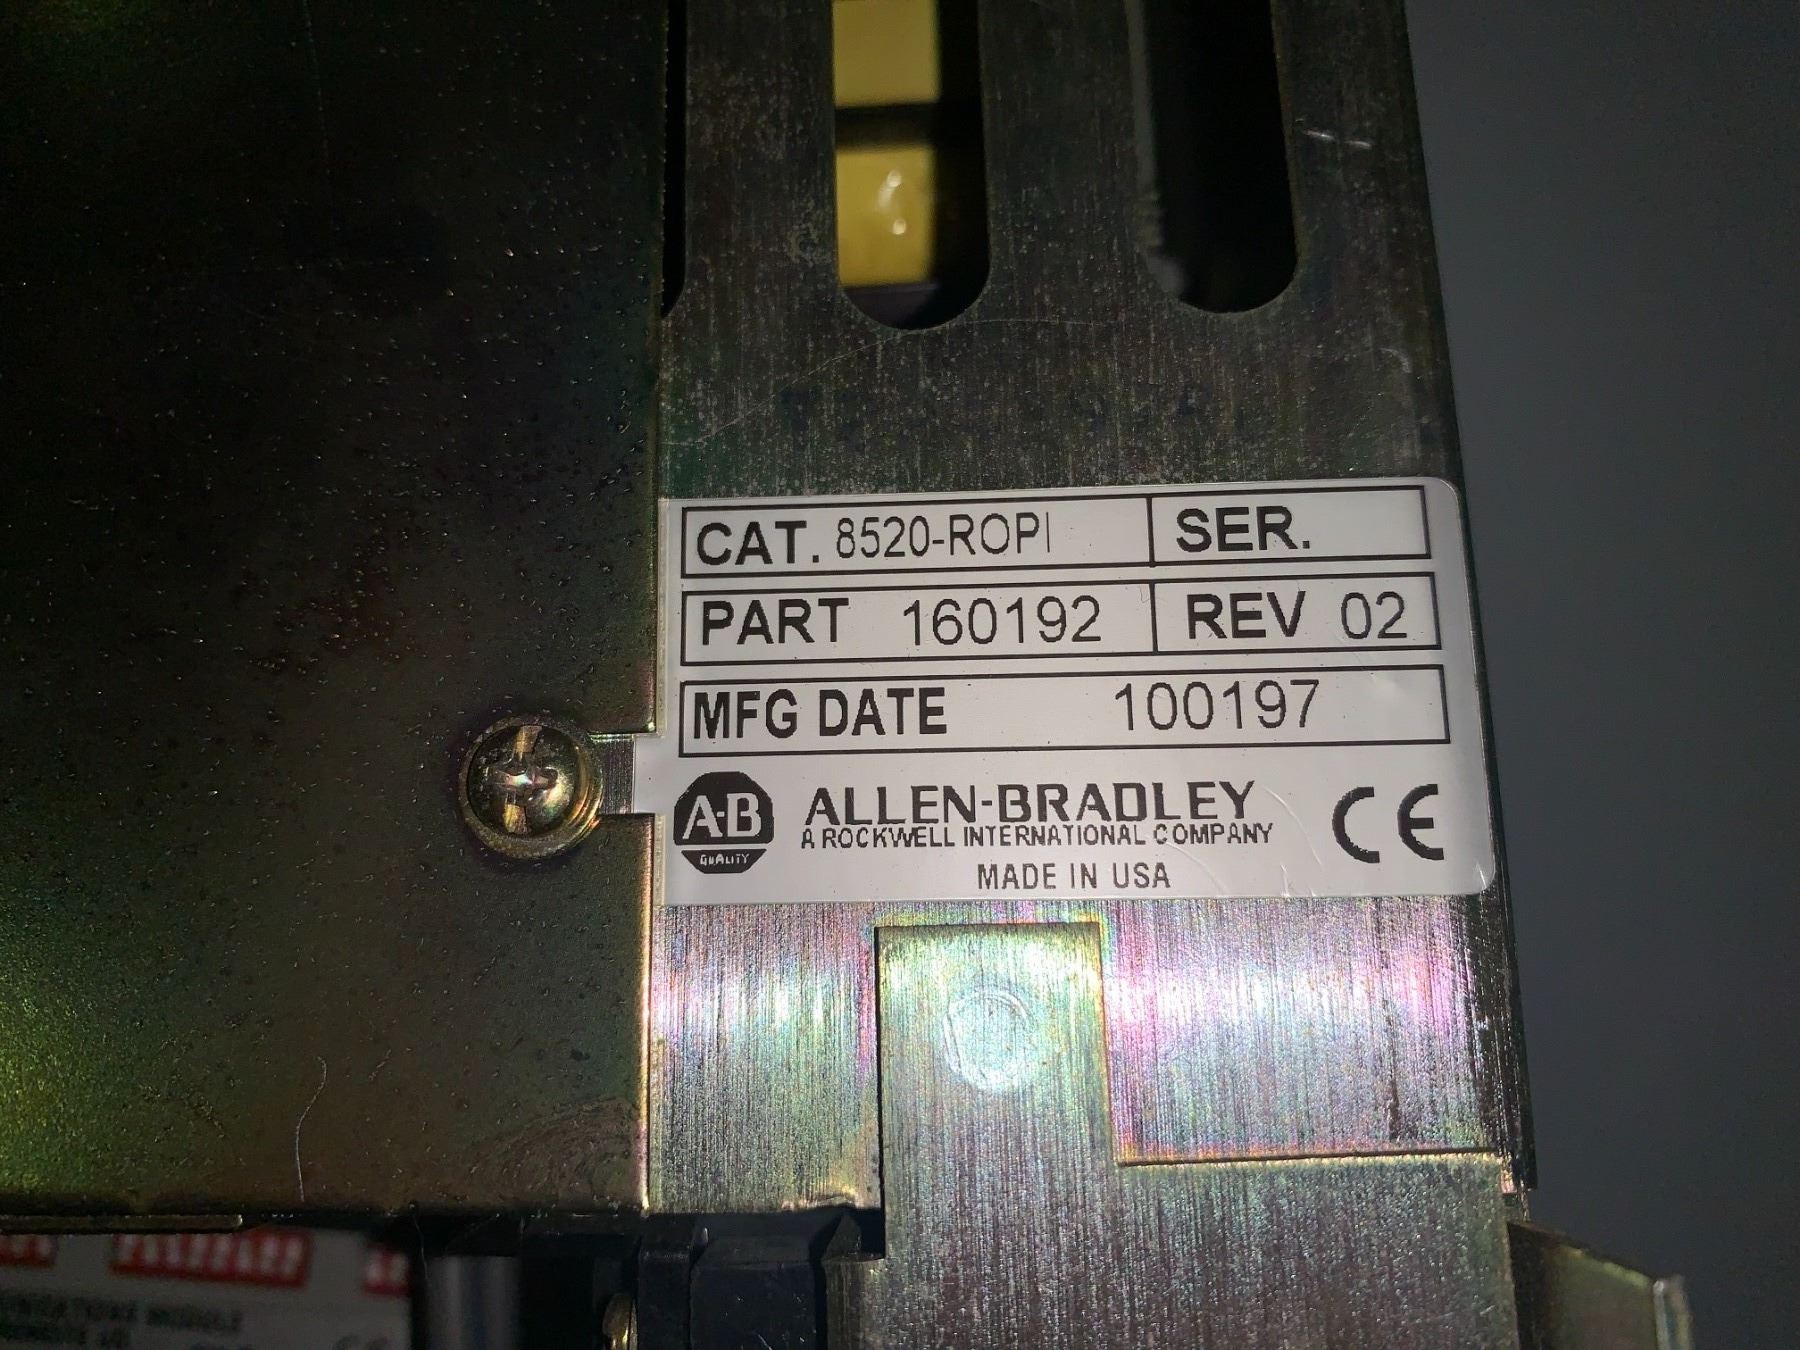 CAT. 8520-ROPI SER.
PART 160192 REV 02
MFG DATE 100197
A-B
QUALITY
ALLEN-BRADLEY
A ROCKWELL INTERNATIONAL COMPANY
MADE IN USA
CE
MODULE